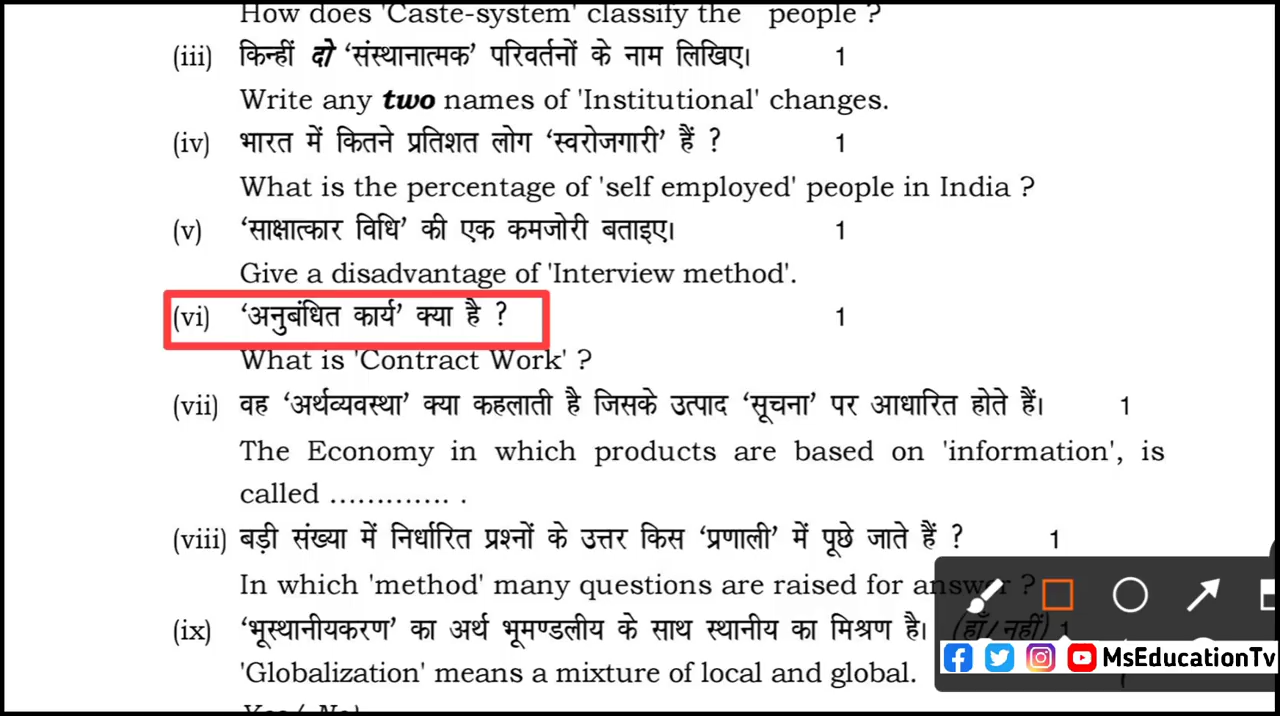 How does 'Caste-system' classify the people ?
(iii) किन्हीं दो ‘संस्थानात्मक’ परिवर्तनों के नाम लिखिए। 1
Write any two names of 'Institutional' changes.
(iv) भारत में कितने प्रतिशत लोग ‘स्वरोजगारी’ हैं ? 1
What is the percentage of 'self employed' people in India ?
(v) ‘साक्षात्कार विधि’ की एक कमजोरी बताइए। 1
Give a disadvantage of 'Interview method'.
(vi) ‘अनुबंधित कार्य’ क्या है ? 1
What is 'Contract Work' ?
(vii) वह ‘अर्थव्यवस्था’ क्या कहलाती है जिसके उत्पाद ‘सूचना’ पर आधारित होते हैं। 1
The Economy in which products are based on 'information', is
called ............. .
(viii) बड़ी संख्या में निर्धारित प्रश्नों के उत्तर किस ‘प्रणाली’ में पूछे जाते हैं ? 1
In which 'method' many questions are raised for answer ?
(ix) ‘भूस्थानीयकरण’ का अर्थ भूमण्डलीय के साथ स्थानीय का मिश्रण है। (हाँ/नहीं) 1
'Globalization' means a mixture of local and global.
MsEducationTv
Yes/ No)